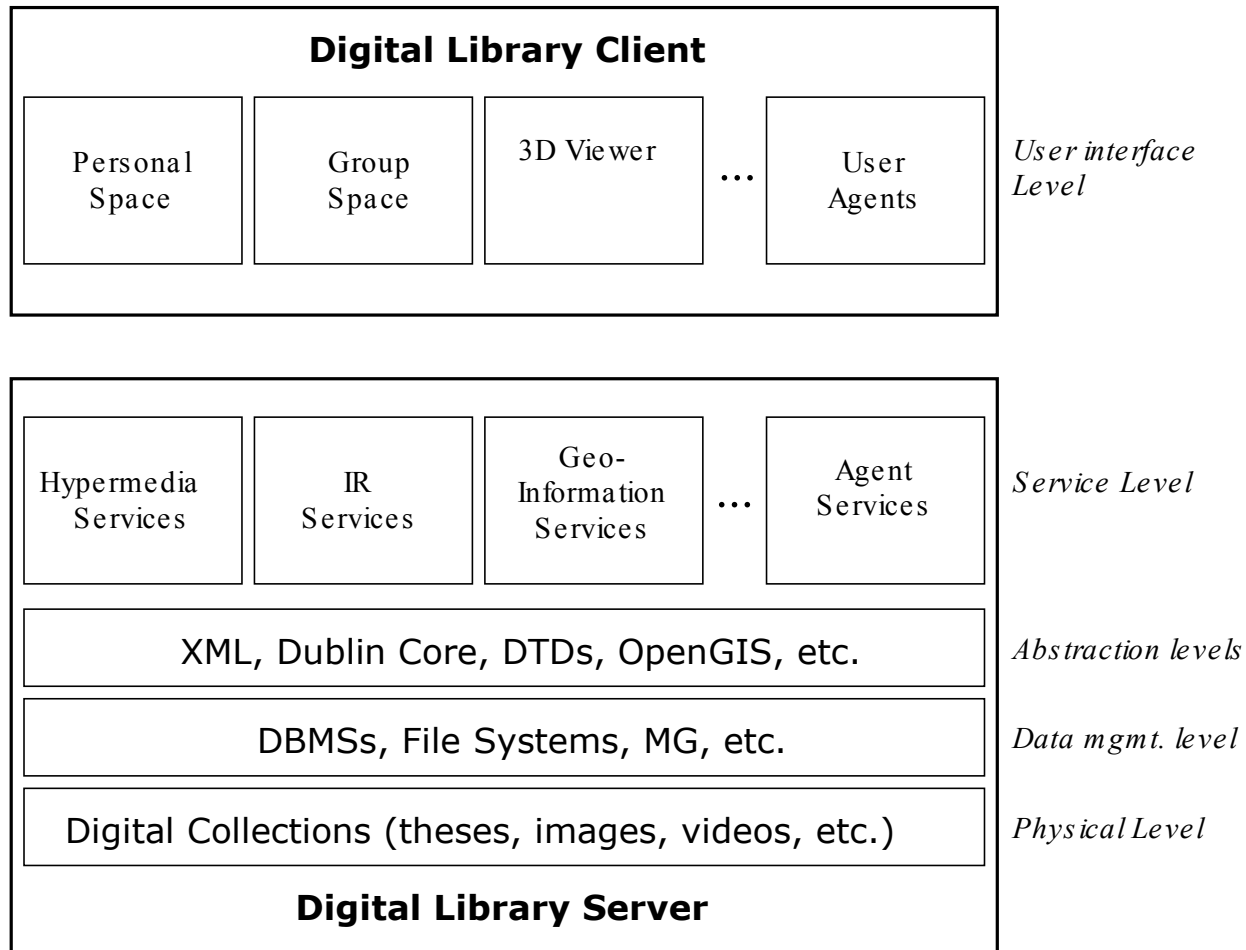 Digital Library Client
Personal
Space
Group
Space
3D Viewer
...
User
Agents
User interface
Level
Hypermedia
Services
IR
Services
Geo-
Information
Services
...
Agent
Services
Service Level
XML, Dublin Core, DTDs, OpenGIS, etc.
Abstraction levels
DBMSs, File Systems, MG, etc.
Data mgmt. level
Digital Collections (theses, images, videos, etc.)
Physical Level
Digital Library Server